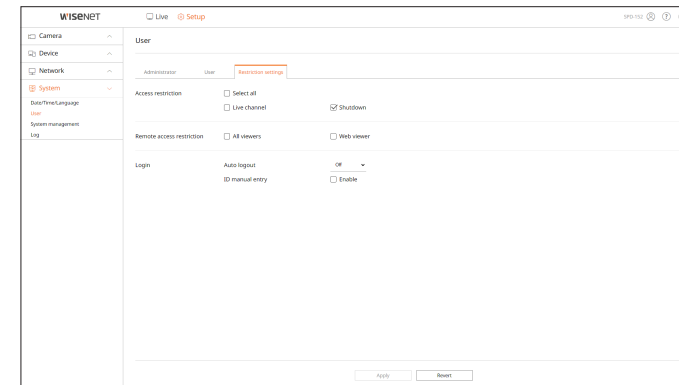 WISENET
Live Setup
SPD-152
Camera
Device
Network
System
Date/Time/Language
User
System management
Log
User
Administrator User Restriction settings
Access restriction Select all
Live channel Shutdown
Remote access restriction All viewers Web viewer
Login Auto logout Off
ID manual entry Enable
Apply Revert